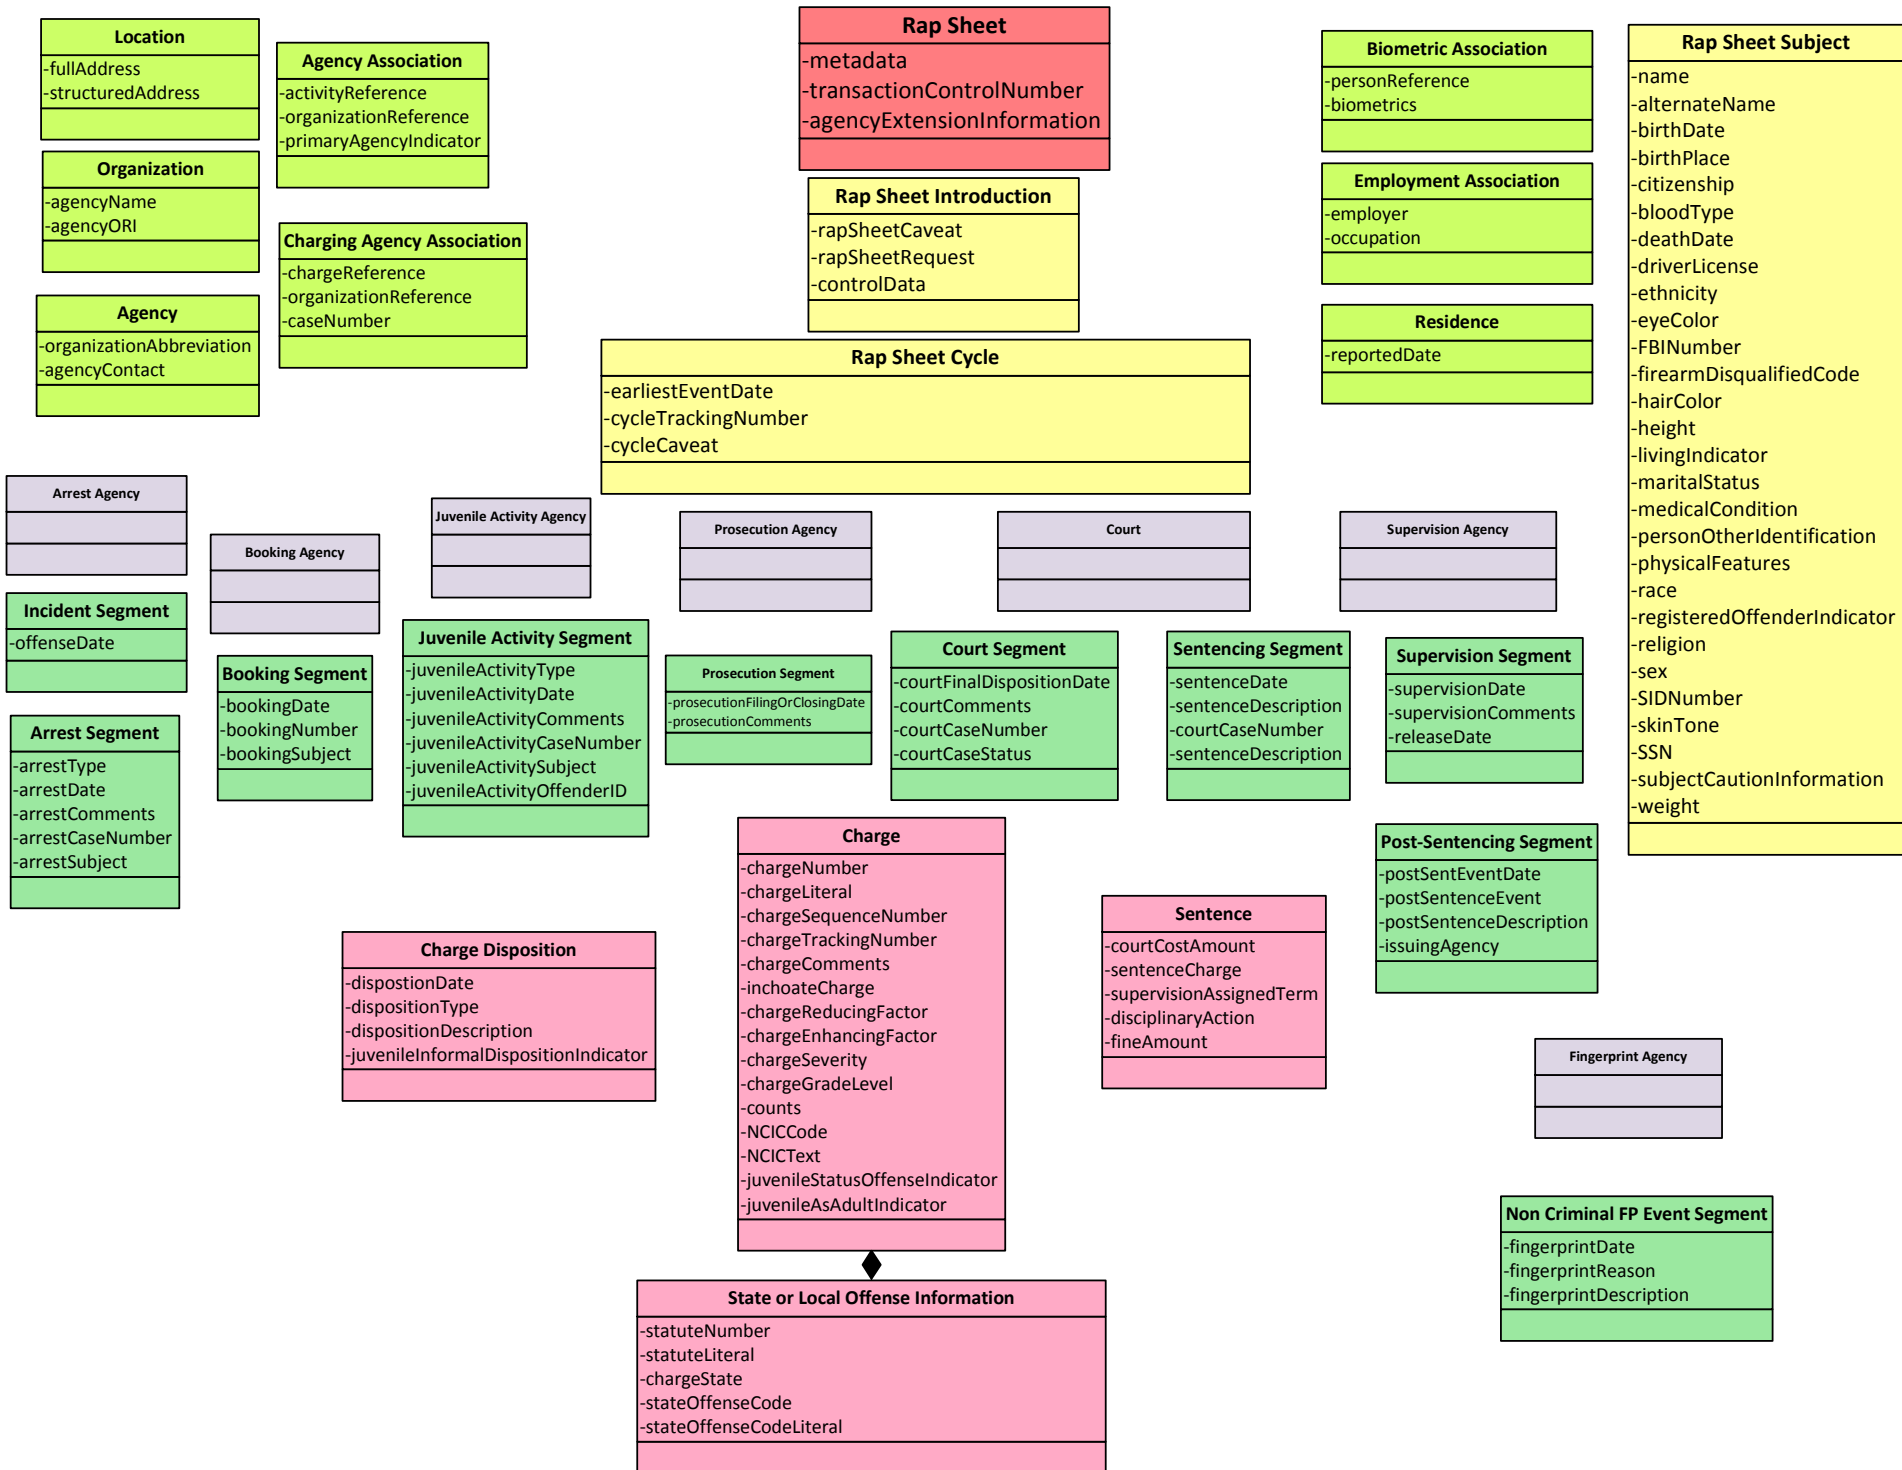 Location
-fullAddress
-structuredAddress
Agency Association
-activityReference
-organizationReference
-primaryAgencyIndicator
Organization
-agencyName
-agencyORI
Charging Agency Association
-chargeReference
-organizationReference
-caseNumber
Agency
-organizationAbbreviation
-agencyContact
Rap Sheet
-metadata
-transactionControlNumber
-agencyExtensionInformation
Rap Sheet Introduction
-rapSheetCaveat
-rapSheetRequest
-controlData
Rap Sheet Cycle
-earliestEventDate
-cycleTrackingNumber
-cycleCaveat
Biometric Association
-personReference
-biometrics
Employment Association
-employer
-occupation
Residence
-reportedDate
Rap Sheet Subject
-name
-alternateName
-birthDate
-birthPlace
-citizenship
-bloodType
-deathDate
-driverLicense
-ethnicity
-eyeColor
-FBINumber
-firearmDisqualifiedCode
-hairColor
-height
-livingIndicator
-maritalStatus
-medicalCondition
-personOtherIdentification
-physicalFeatures
-race
-registeredOffenderIndicator
-religion
-sex
-SIDNumber
-skinTone
-SSN
-subjectCautionInformation
-weight
Arrest Agency
Booking Agency
Juvenile Activity Agency
Prosecution Agency
Court
Supervision Agency
Incident Segment
-offenseDate
Arrest Segment
-arrestType
-arrestDate
-arrestComments
-arrestCaseNumber
-arrestSubject
Booking Segment
-bookingDate
-bookingNumber
-bookingSubject
Juvenile Activity Segment
-juvenileActivityType
-juvenileActivityDate
-juvenileActivityComments
-juvenileActivityCaseNumber
-juvenileActivitySubject
-juvenileActivityOffenderID
Prosecution Segment
-prosecutionFilingOrClosingDate
-prosecutionComments
Court Segment
-courtFinalDispositionDate
-courtComments
-courtCaseNumber
-courtCaseStatus
Sentencing Segment
-sentenceDate
-sentenceDescription
-courtCaseNumber
-sentenceDescription
Supervision Segment
-supervisionDate
-supervisionComments
-releaseDate
Post-Sentencing Segment
-postSentEventDate
-postSentenceEvent
-postSentenceDescription
-issuingAgency
Charge
-chargeNumber
-chargeLiteral
-chargeSequenceNumber
-chargeTrackingNumber
-chargeComments
-inchoateCharge
-chargeReducingFactor
-chargeEnhancingFactor
-chargeSeverity
-chargeGradeLevel
-counts
-NCICCode
-NCICText
-juvenileStatusOffenseIndicator
-juvenileAsAdultIndicator
Charge Disposition
-dispostionDate
-dispositionType
-dispositionDescription
-juvenileInformalDispositionIndicator
Sentence
-courtCostAmount
-sentenceCharge
-supervisionAssignedTerm
-disciplinaryAction
-fineAmount
Fingerprint Agency
Non Criminal FP Event Segment
-fingerprintDate
-fingerprintReason
-fingerprintDescription
State or Local Offense Information
-statuteNumber
-statuteLiteral
-chargeState
-stateOffenseCode
-stateOffenseCodeLiteral